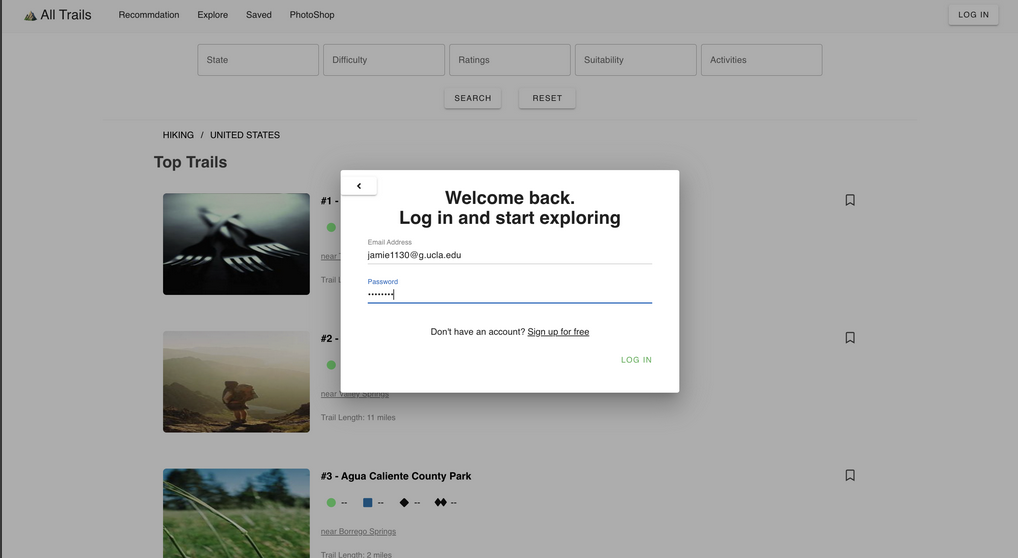 All Trails
Recommdation
Explore
Saved
PhotoShop
LOG IN
State
Difficulty
Ratings
Suitability
Activities
SEARCH
RESET
HIKING / UNITED STATES
Top Trails
#1 -
near
Trail L
Welcome back.
Log in and start exploring
Email Address
jamie1130@g.ucla.edu
Password
••••••••
Don't have an account? Sign up for free
LOG IN
#2 -
near Valley Springs
Trail Length: 11 miles
#3 - Agua Caliente County Park
-- -- -- --
near Borrego Springs
Trail Length: 2 miles